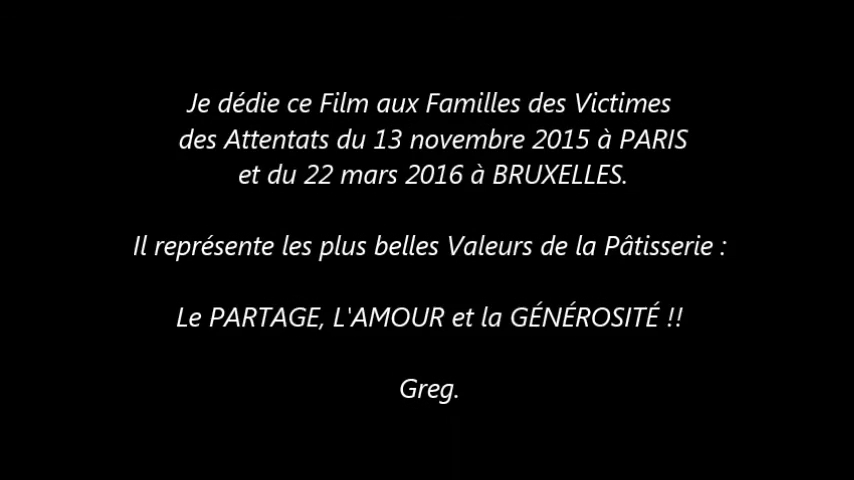 Je dédie ce Film aux Familles des Victimes
des Attentats du 13 novembre 2015 à PARIS
et du 22 mars 2016 à BRUXELLES.
Il représente les plus belles Valeurs de la Pâtisserie :
Le PARTAGE, L'AMOUR et la GÉNÉROSITÉ !!
Greg.